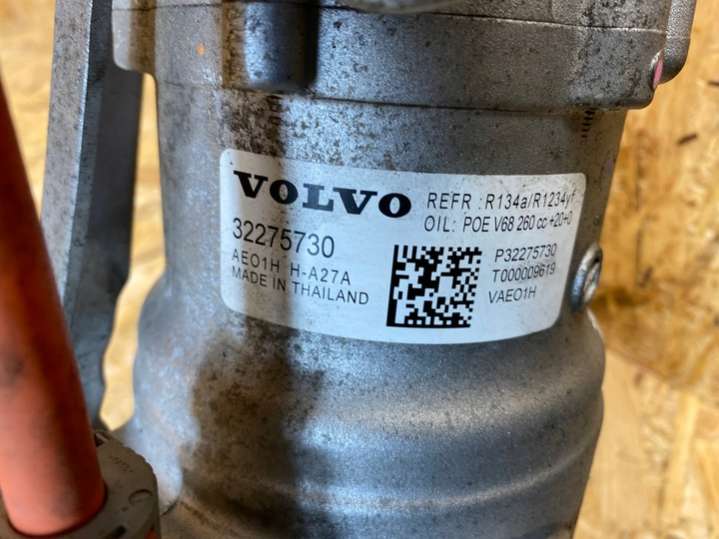 VOLVO
REFR : R134a/R1234yf
OIL: POE V68 260 cc +20+0
32275730
AE01H H-A27A
MADE IN THAILAND
P32275730
T000009619
VAE01H